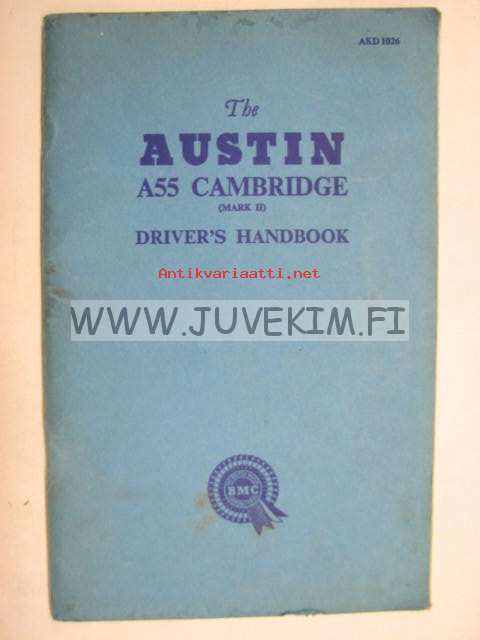 AKD 1026
The
AUSTIN
A55 CAMBRIDGE
(MARK II)
DRIVER'S HANDBOOK
Antikvariaatti.net
WWW.JUVEKIM.FI
BMC